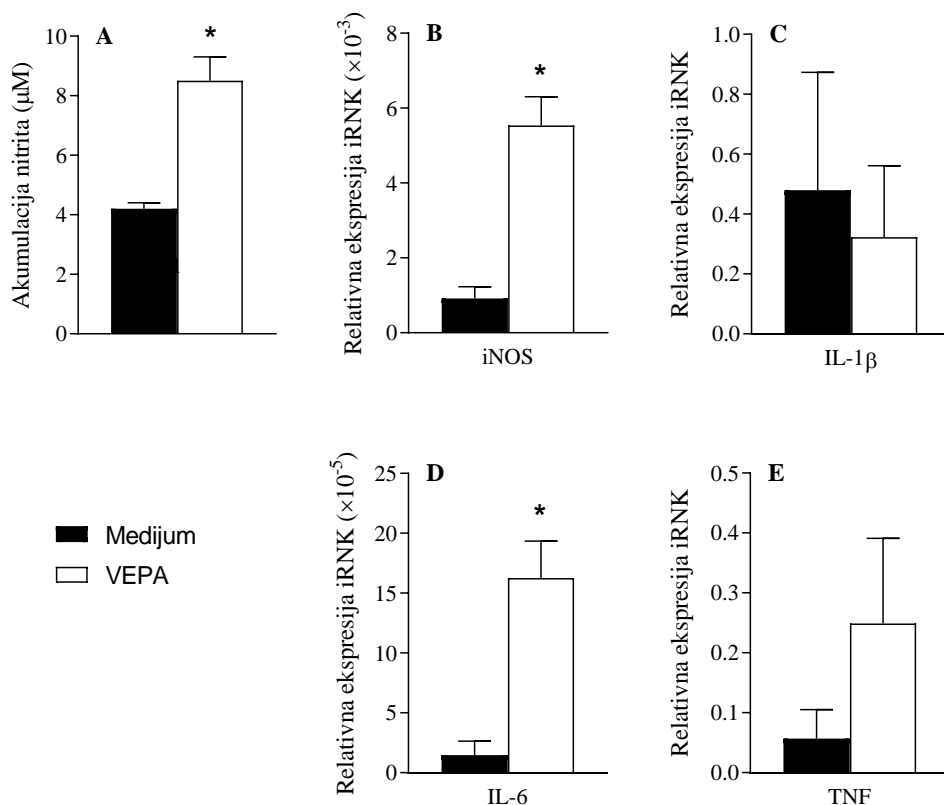 A
Akumulacija nitrita (μM)
10
8
6
4
2
0
*
B
Relativna ekspresija iRNK (×10⁻³)
8
6
4
2
0
*
iNOS
C
Relativna ekspresija iRNK
1.0
0.8
0.6
0.4
0.2
0.0
IL-1β
Medijum
VEPA
D
Relativna ekspresija iRNK (×10⁻⁵)
25
20
15
10
5
0
*
IL-6
E
Relativna ekspresija iRNK
0.5
0.4
0.3
0.2
0.1
0.0
TNF